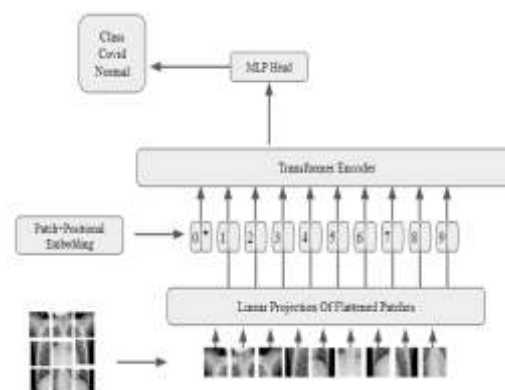 Class
Covid
Normal
MLP Head
Transformer Encoder
Patch+Positional
Embedding
0 * 1 2 3 4 5 6 7 8 9
Linear Projection Of Flattened Patches